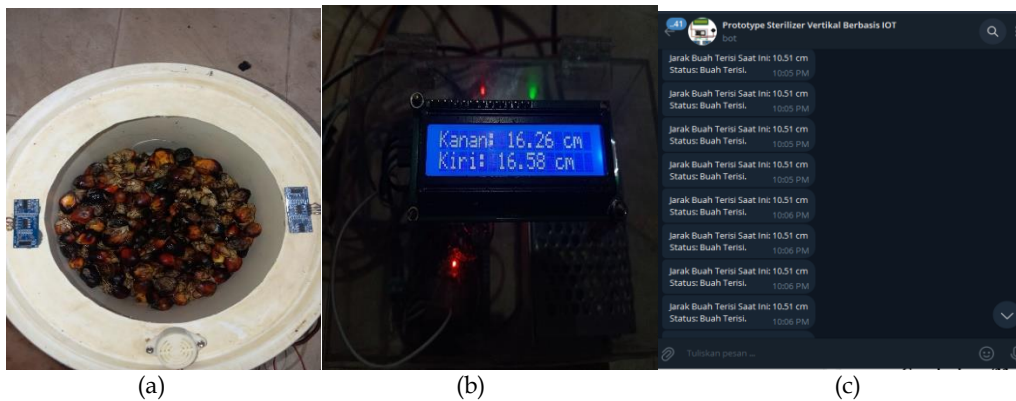 Kanan: 16.26 cm
Kiri: 16.58 cm
41
Prototype Sterilizer Vertikal Berbasis IOT
bot
Jarak Buah Terisi Saat Ini: 10.51 cm
Status: Buah Terisi.
10:05 PM
Jarak Buah Terisi Saat Ini: 10.51 cm
Status: Buah Terisi.
10:05 PM
Jarak Buah Terisi Saat Ini: 10.51 cm
Status: Buah Terisi.
10:05 PM
Jarak Buah Terisi Saat Ini: 10.51 cm
Status: Buah Terisi.
10:05 PM
Jarak Buah Terisi Saat Ini: 10.51 cm
Status: Buah Terisi.
10:06 PM
Jarak Buah Terisi Saat Ini: 10.51 cm
Status: Buah Terisi.
10:06 PM
Jarak Buah Terisi Saat Ini: 10.51 cm
Status: Buah Terisi.
10:06 PM
Jarak Buah Terisi Saat Ini: 10.51 cm
Status: Buah Terisi.
10:06 PM
Tuliskan pesan ...
(a)
(b)
(c)